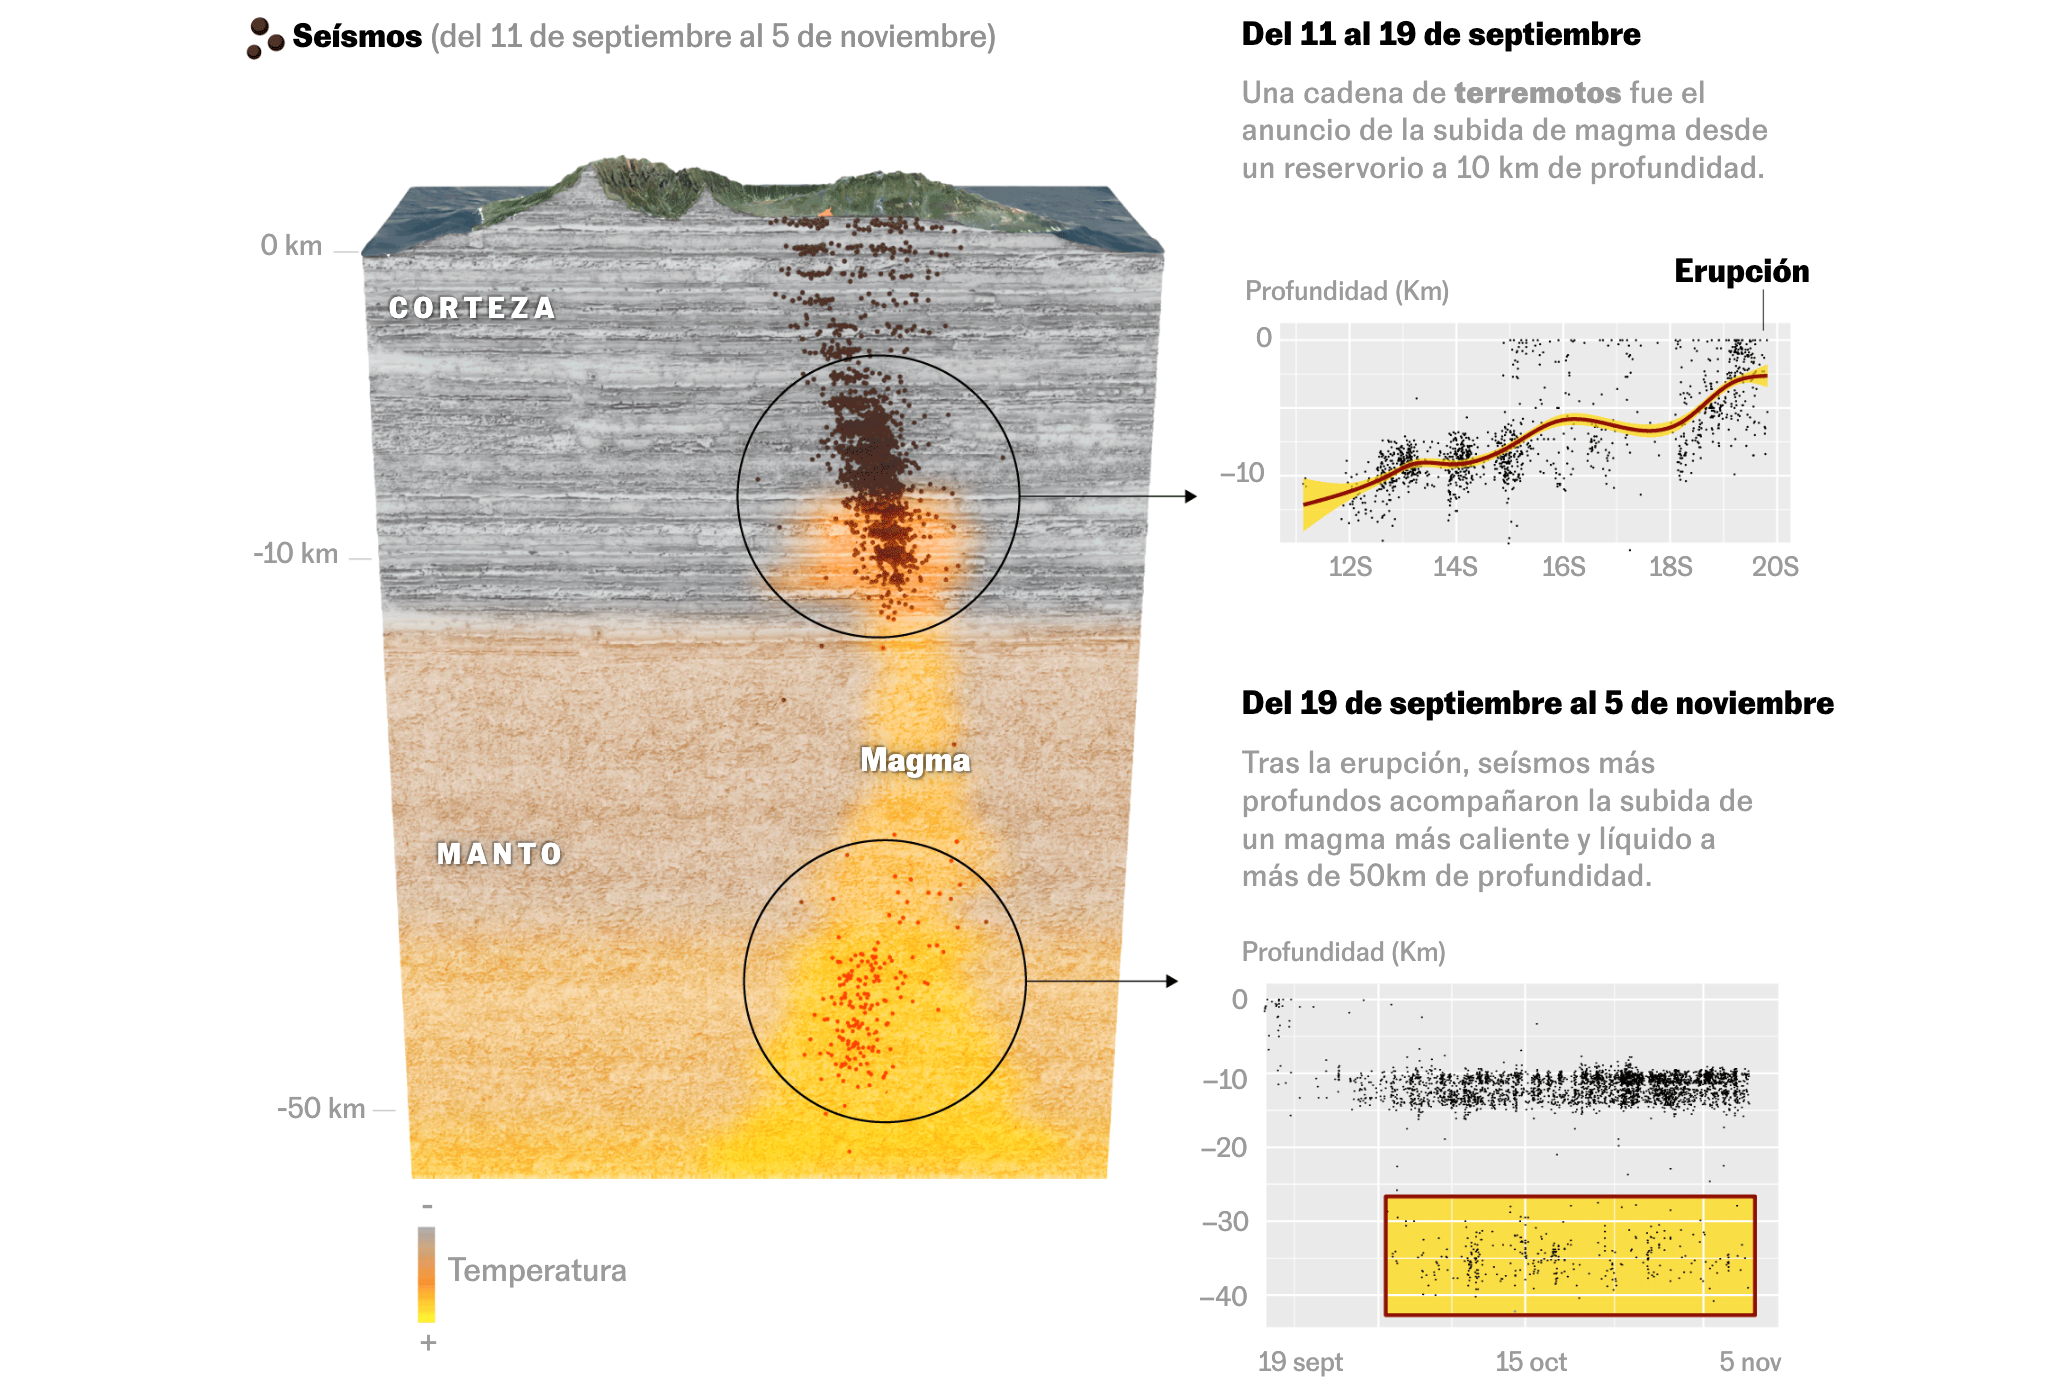 Seísmos (del 11 de septiembre al 5 de noviembre)
0 km
CORTEZA
-10 km
Magma
MANTO
-50 km
-
Temperatura
+
Del 11 al 19 de septiembre
Una cadena de terremotos fue el
anuncio de la subida de magma desde
un reservorio a 10 km de profundidad.
Erupción
Profundidad (Km)
0
–10
12S 14S 16S 18S 20S
Del 19 de septiembre al 5 de noviembre
Tras la erupción, seísmos más
profundos acompañaron la subida de
un magma más caliente y líquido a
más de 50km de profundidad.
Profundidad (Km)
0
–10
–20
–30
–40
19 sept 15 oct 5 nov